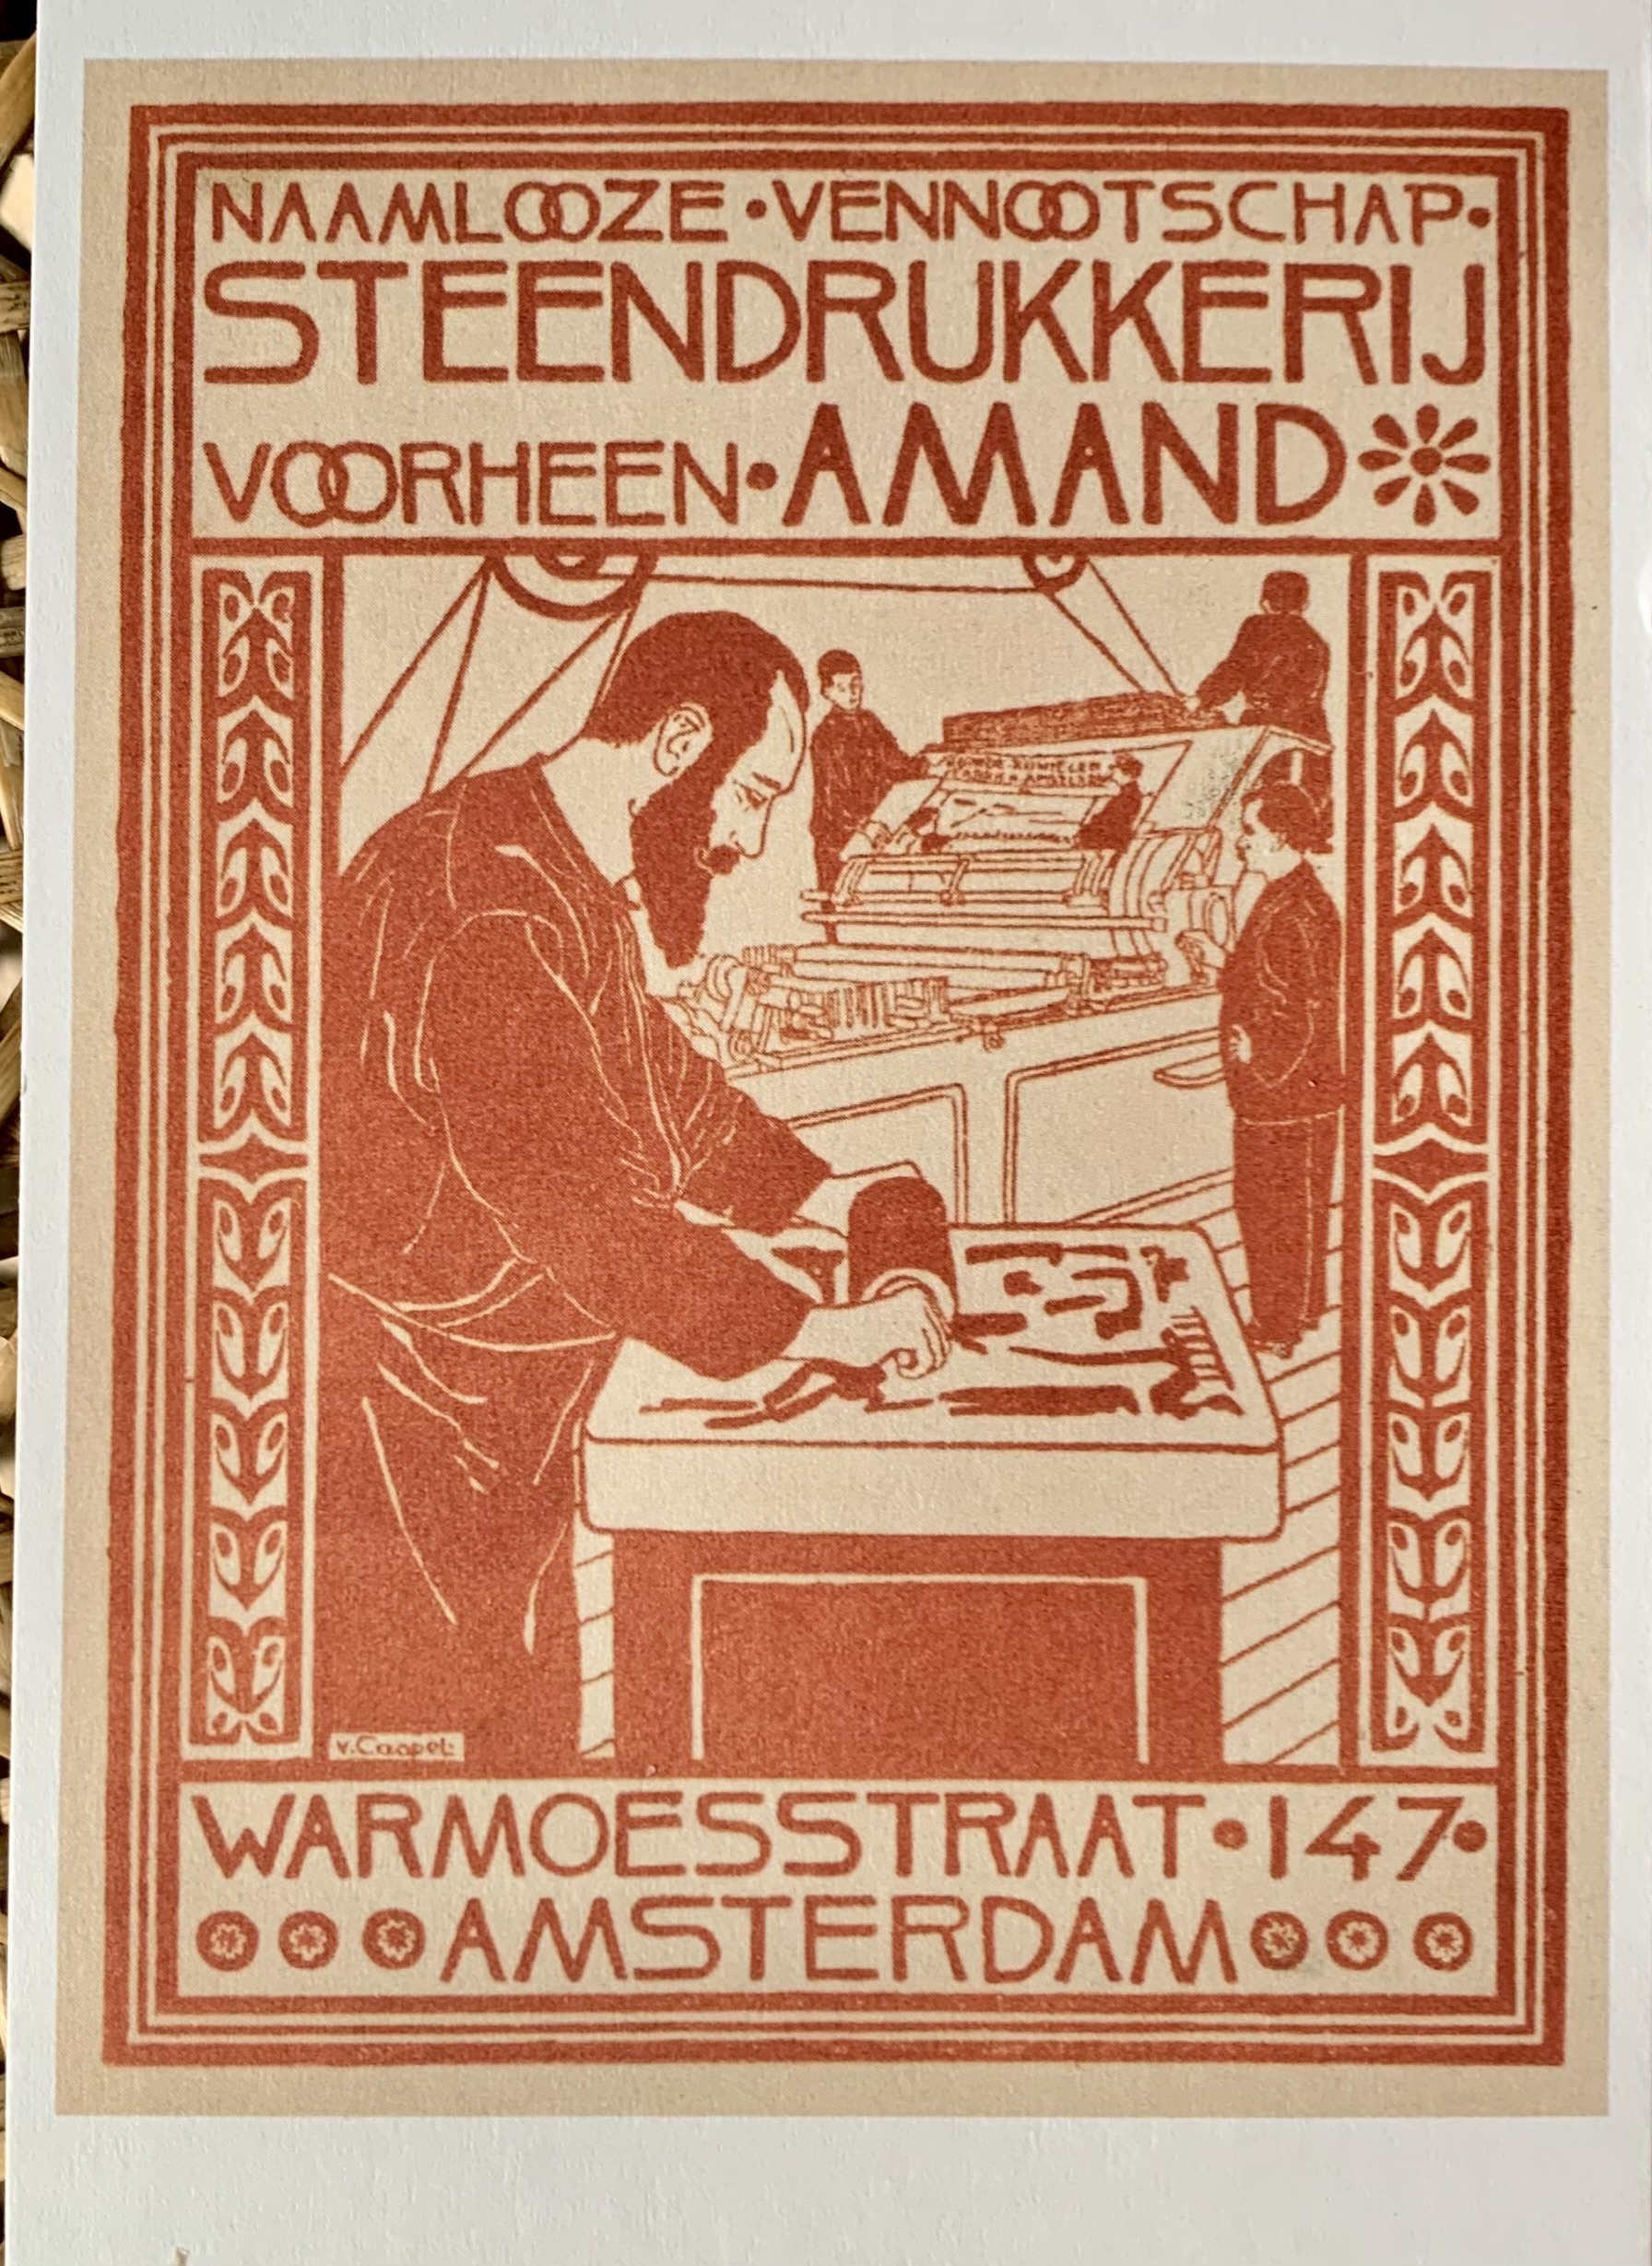 NAAMLOOZE · VENNOOTSCHAP ·
STEENDRUKKERIJ
VOORHEEN · AMAND
v. Caspel
WARMOESSTRAAT · 147 ·
AMSTERDAM